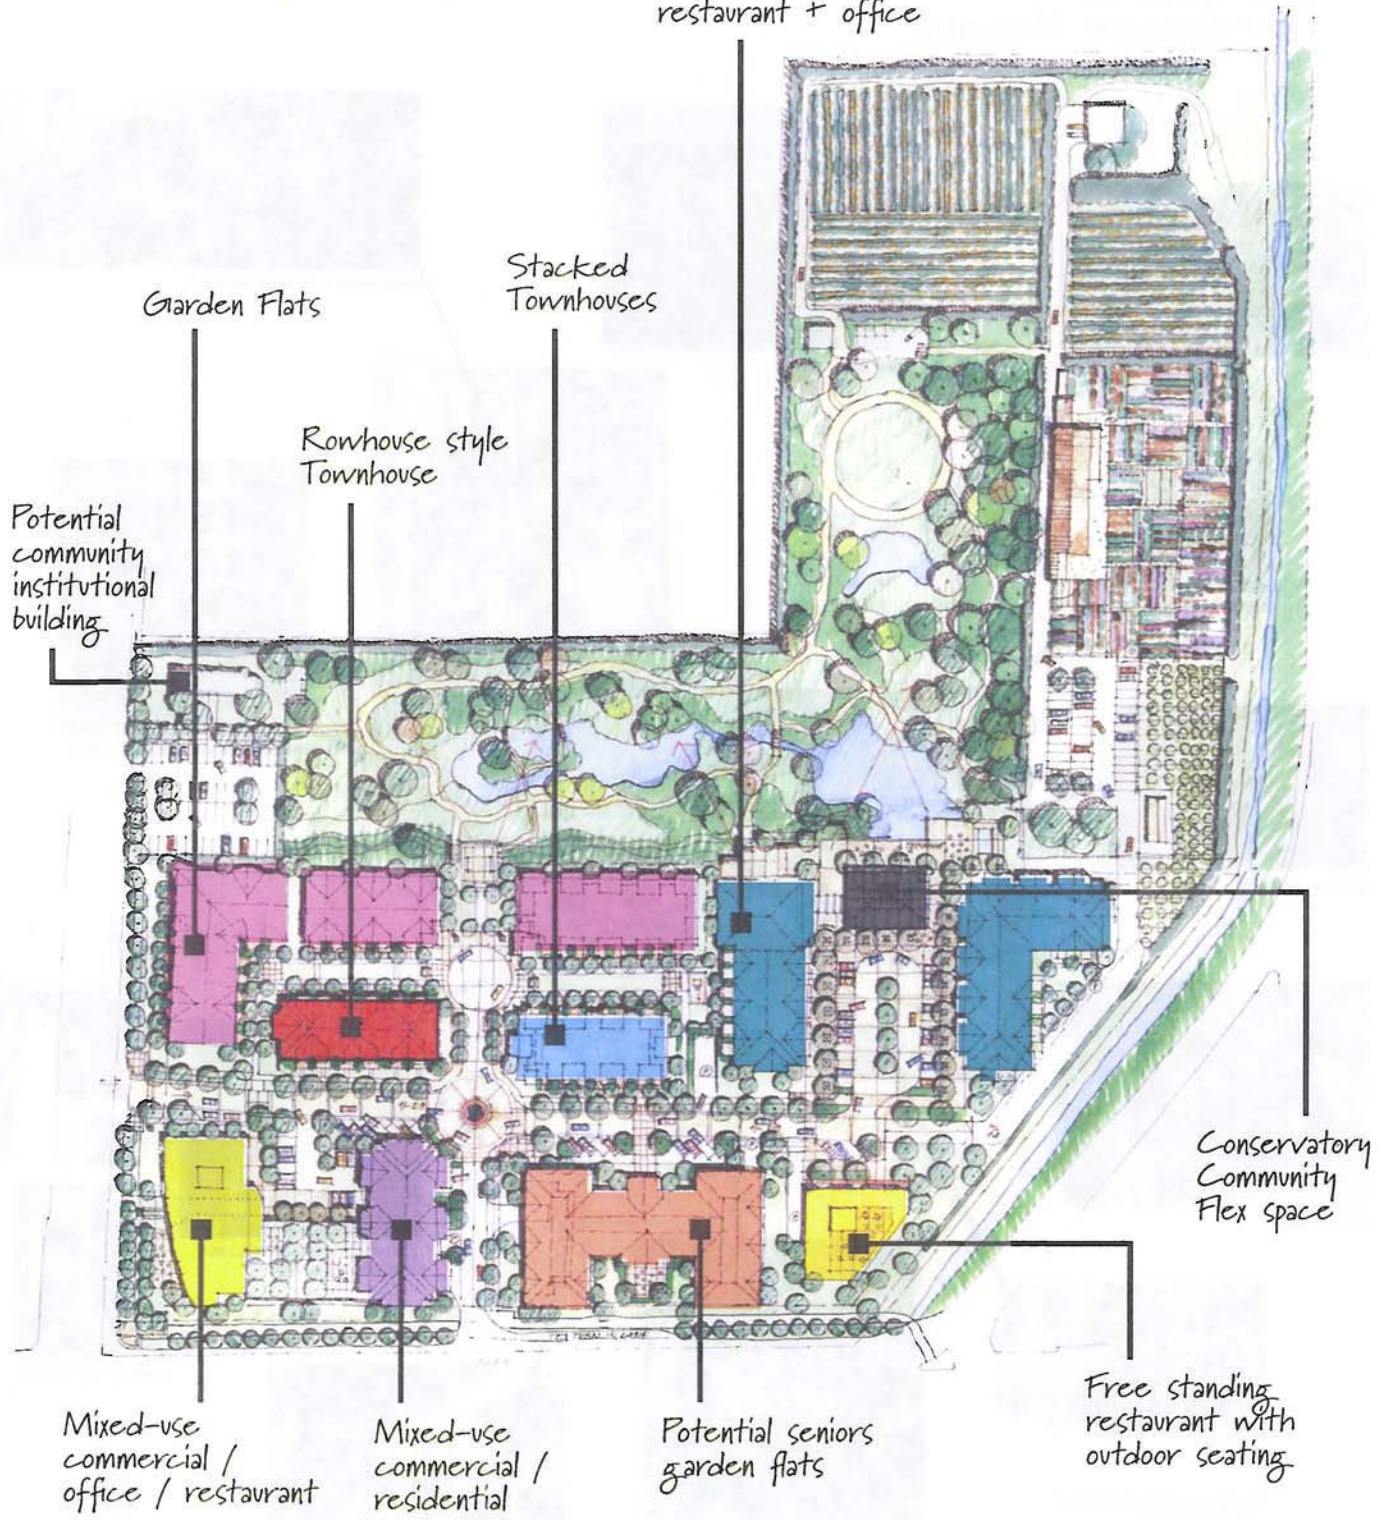 restaurant + office
Stacked
Townhouses
Garden Flats
Rowhouse style
Townhouse
Potential
community
institutional
building
Conservatory
Community
Flex space
Free standing
restaurant with
outdoor seating
Mixed-use
commercial /
office / restaurant
Mixed-use
commercial /
residential
Potential seniors
garden flats